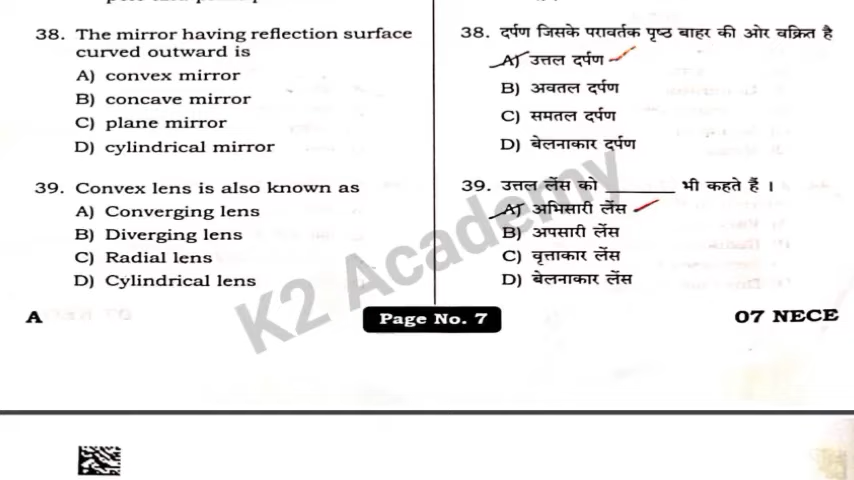 38. The mirror having reflection surface
curved outward is
A) convex mirror
B) concave mirror
C) plane mirror
D) cylindrical mirror
39. Convex lens is also known as
A) Converging lens
B) Diverging lens
C) Radial lens
D) Cylindrical lens
38. दर्पण जिसके परावर्तक पृष्ठ बाहर की ओर वक्रित है
A) उत्तल दर्पण
B) अवतल दर्पण
C) समतल दर्पण
D) बेलनाकार दर्पण
39. उत्तल लेंस को ________ भी कहते हैं ।
A) अभिसारी लेंस
B) अपसारी लेंस
C) वृत्ताकार लेंस
D) बेलनाकार लेंस
K2 Academy
A
Page No. 7
07 NECE